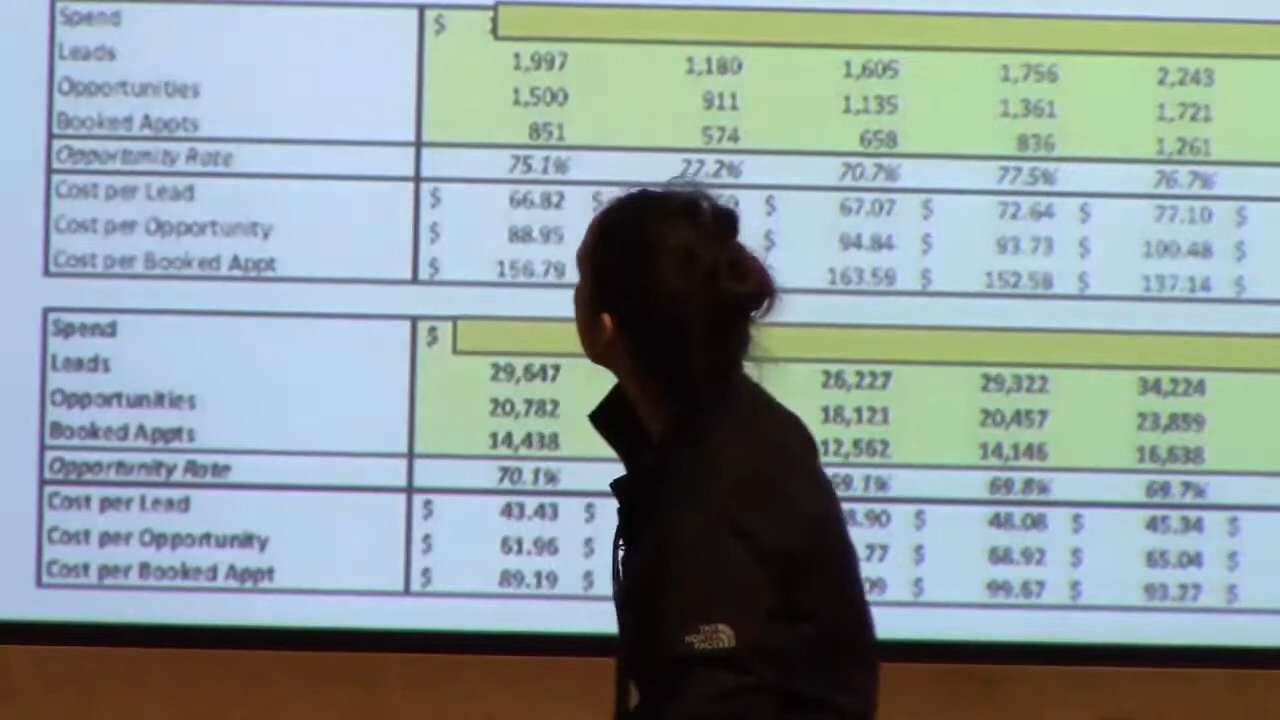 Spend $
Leads 1,997 1,180 1,605 1,756 2,243
Opportunities 1,500 911 1,135 1,361 1,721
Booked Appts 851 574 658 836 1,261
Opportunity Rate 75.1% 77.2% 70.7% 77.5% 76.7%
Cost per Lead $ 66.82 $ $ 67.07 $ 72.64 $ 77.10 $
Cost per Opportunity $ 88.95 $ 94.84 $ 93.73 $ 100.48 $
Cost per Booked Appt $ 156.79 163.59 $ 152.58 $ 137.14 $
Spend $
Leads 29,647 26,227 29,322 34,224
Opportunities 20,782 18,121 20,457 23,859
Booked Appts 14,438 12,562 14,146 16,638
Opportunity Rate 70.1% 69.1% 69.8% 69.7%
Cost per Lead $ 43.43 $ 8.90 $ 48.08 $ 45.34 $
Cost per Opportunity $ 61.96 $ .77 $ 68.92 $ 65.04 $
Cost per Booked Appt $ 89.19 $ 09 $ 99.67 $ 93.27 $
THE
NORTH
FACE